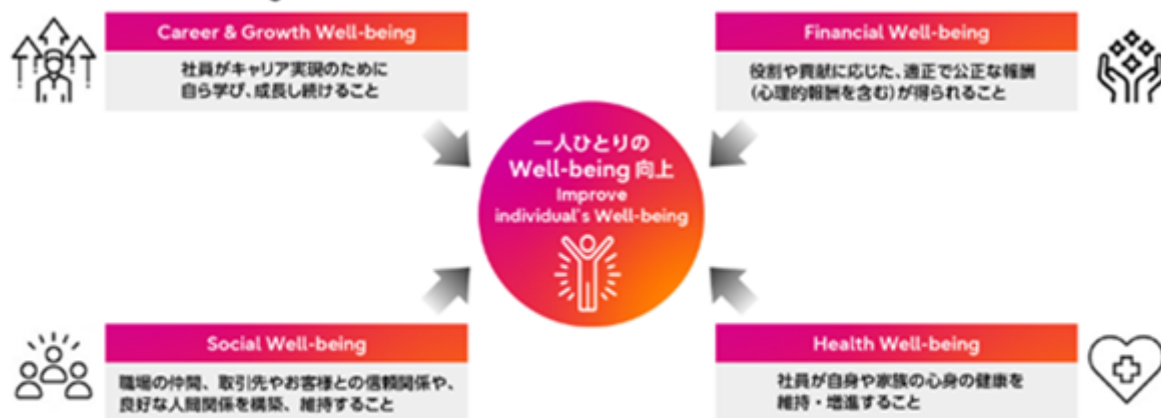 Career & Growth Well-being
社員がキャリア実現のために
自ら学び、成長し続けること
Financial Well-being
役割や貢献に応じた、適正で公正な報酬
(心理的報酬を含む)が得られること
一人ひとりの
Well-being 向上
Improve
individual's Well-being
Social Well-being
職場の仲間、取引先やお客様との信頼関係や、
良好な人間関係を構築、維持すること
Health Well-being
社員が自身や家族の心身の健康を
維持・増進すること